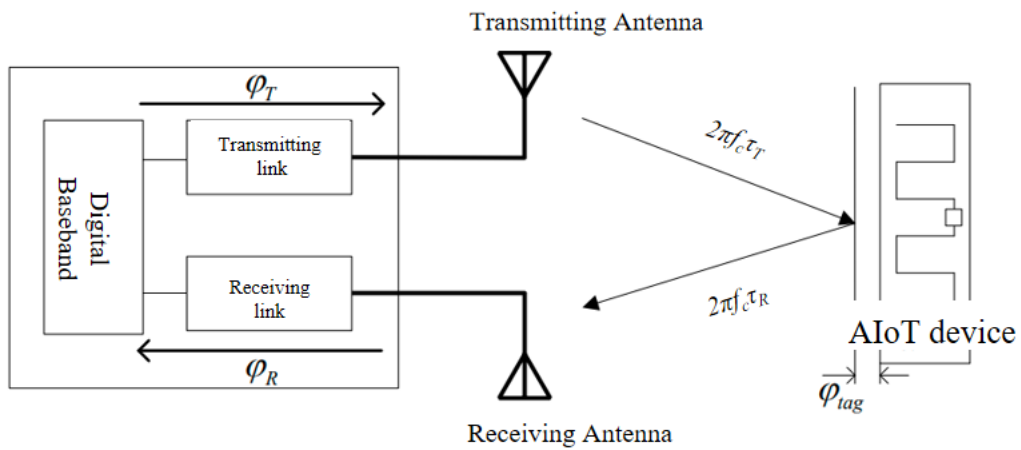 Transmitting Antenna
φT
Transmitting
link
Digital
Baseband
2πfcτT
Receiving
link
2πfcτR
AIoT device
φR
φtag
Receiving Antenna